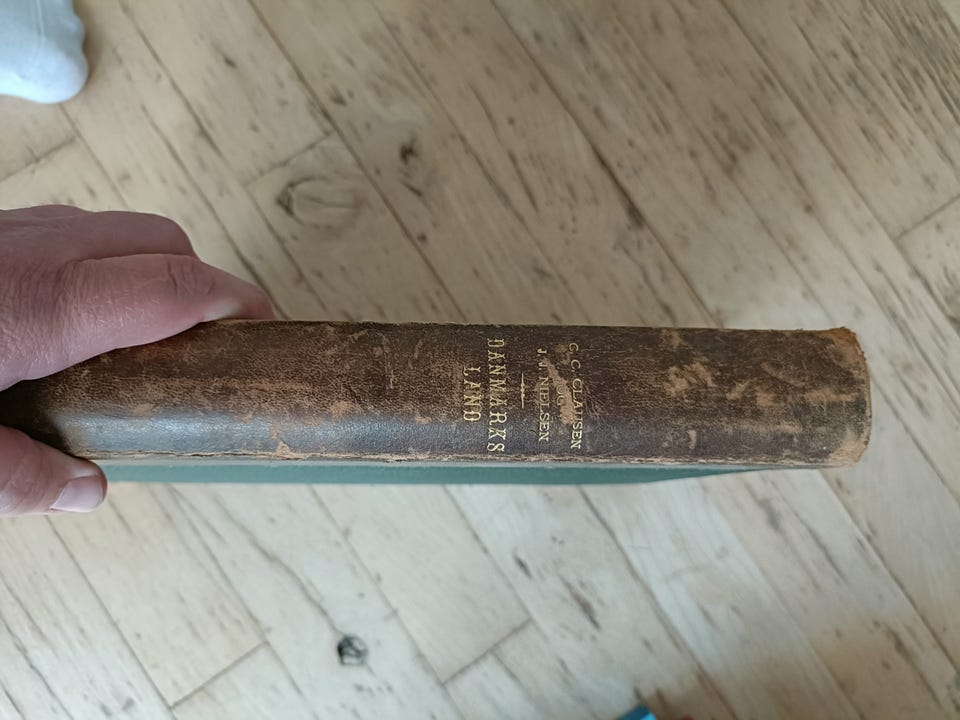 C. C. CLAUSEN
OG
J. J. NIELSEN
DANMARKS
LAND